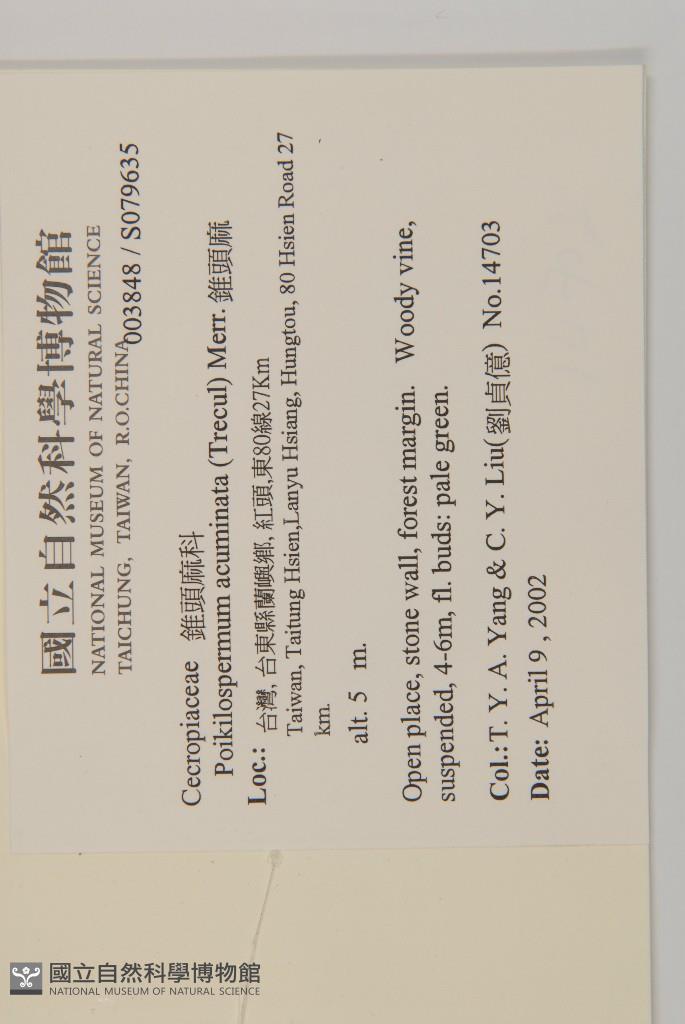 國立自然科學博物館
NATIONAL MUSEUM OF NATURAL SCIENCE
TAICHUNG, TAIWAN, R.O.CHINA
003848 / S079635
Cecropiaceae 錐頭麻科
Poikilospermum acuminata (Trecul) Merr. 錐頭麻
Loc.: 台灣, 台東縣蘭嶼鄉, 紅頭,東80線27Km
Taiwan, Taitung Hsien,Lanyu Hsiang, Hungtou, 80 Hsien Road 27
km.
alt. 5 m.
Open place, stone wall, forest margin. Woody vine,
suspended, 4-6m, fl. buds: pale green.
Col.:T. Y. A. Yang & C. Y. Liu(劉貞億) No.14703
Date: April 9 , 2002
國立自然科學博物館
NATIONAL MUSEUM OF NATURAL SCIENCE